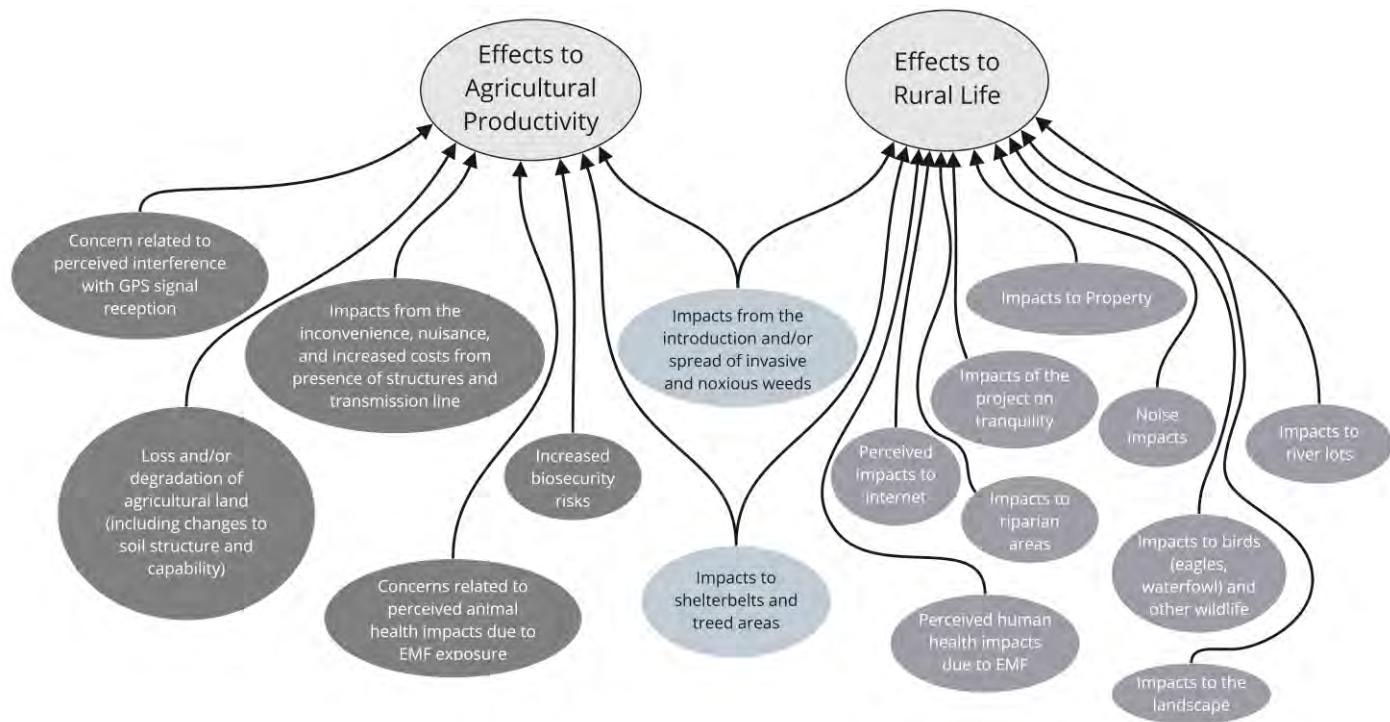 Effects to
Agricultural
Productivity
Effects to
Rural Life
Concern related to
perceived interference
with GPS signal
reception
Impacts from the
inconvenience, nuisance,
and increased costs from
presence of structures and
transmission line
Impacts from the
introduction and/or
spread of invasive
and noxious weeds
Impacts to Property
Impacts of the
project on
tranquility
Noise
impacts
Impacts to
river lots
Loss and/or
degradation of
agricultural land
(including changes to
soil structure and
capability)
Increased
biosecurity
risks
Perceived
impacts to
internet
Impacts to
riparian
areas
Concerns related to
perceived animal
health impacts due to
EMF exposure
Impacts to
shelterbelts and
treed areas
Perceived human
health impacts
due to EMF
Impacts to birds
(eagles,
waterfowl) and
other wildlife
Impacts to the
landscape